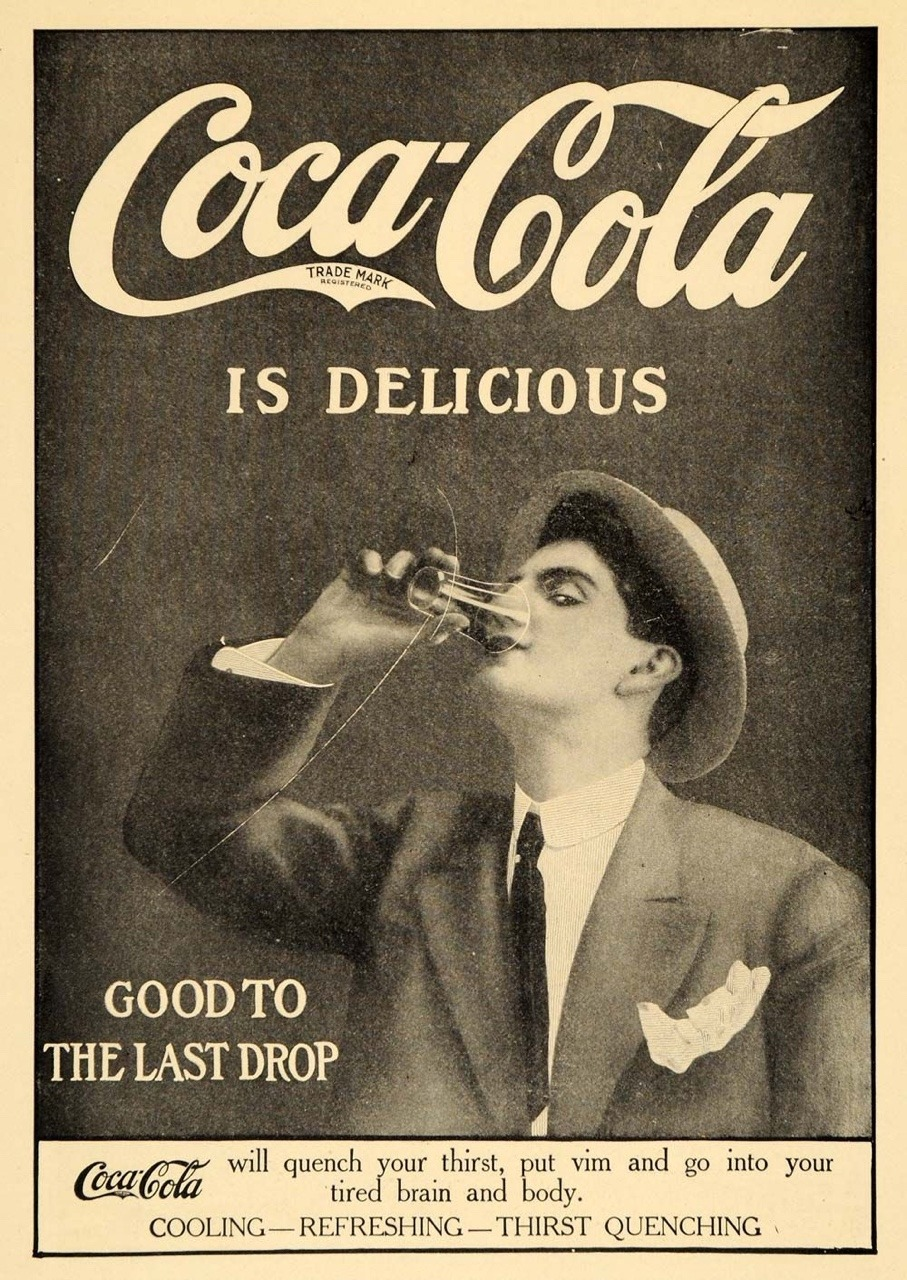 Coca-Cola
TRADE MARK
REGISTERED
IS DELICIOUS
GOOD TO
THE LAST DROP
Coca-Cola will quench your thirst, put vim and go into your
tired brain and body.
COOLING—REFRESHING—THIRST QUENCHING